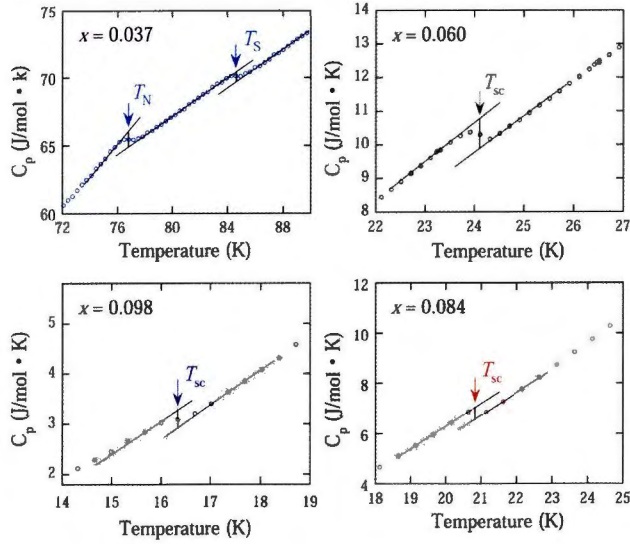 x = 0.037
T_S
T_N
C_p (J/mol • k)
75
70
65
60
72 76 80 84 88
Temperature (K)
x = 0.060
T_sc
C_p (J/mol • K)
13
12
11
10
9
8
22 23 24 25 26 27
Temperature (K)
x = 0.098
T_sc
C_p (J/mol • K)
5
4
3
2
14 15 16 17 18 19
Temperature (K)
x = 0.084
T_sc
C_p (J/mol • K)
12
10
8
6
4
18 19 20 21 22 23 24 25
Temperature (K)